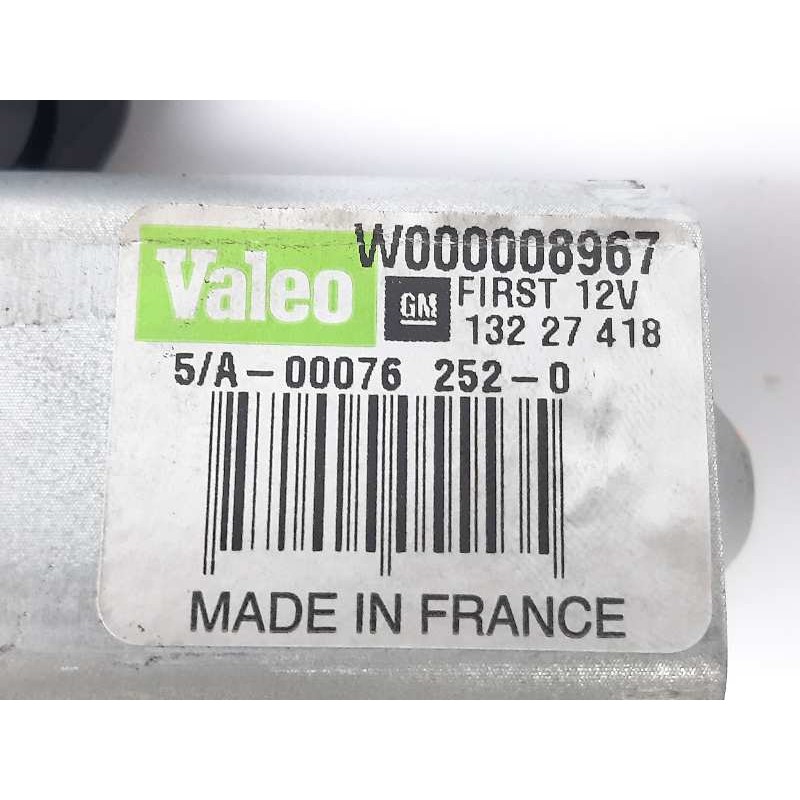 W000008967
Valeo
GM
FIRST 12V
132 27 418
5/A-00076 252-0
MADE IN FRANCE